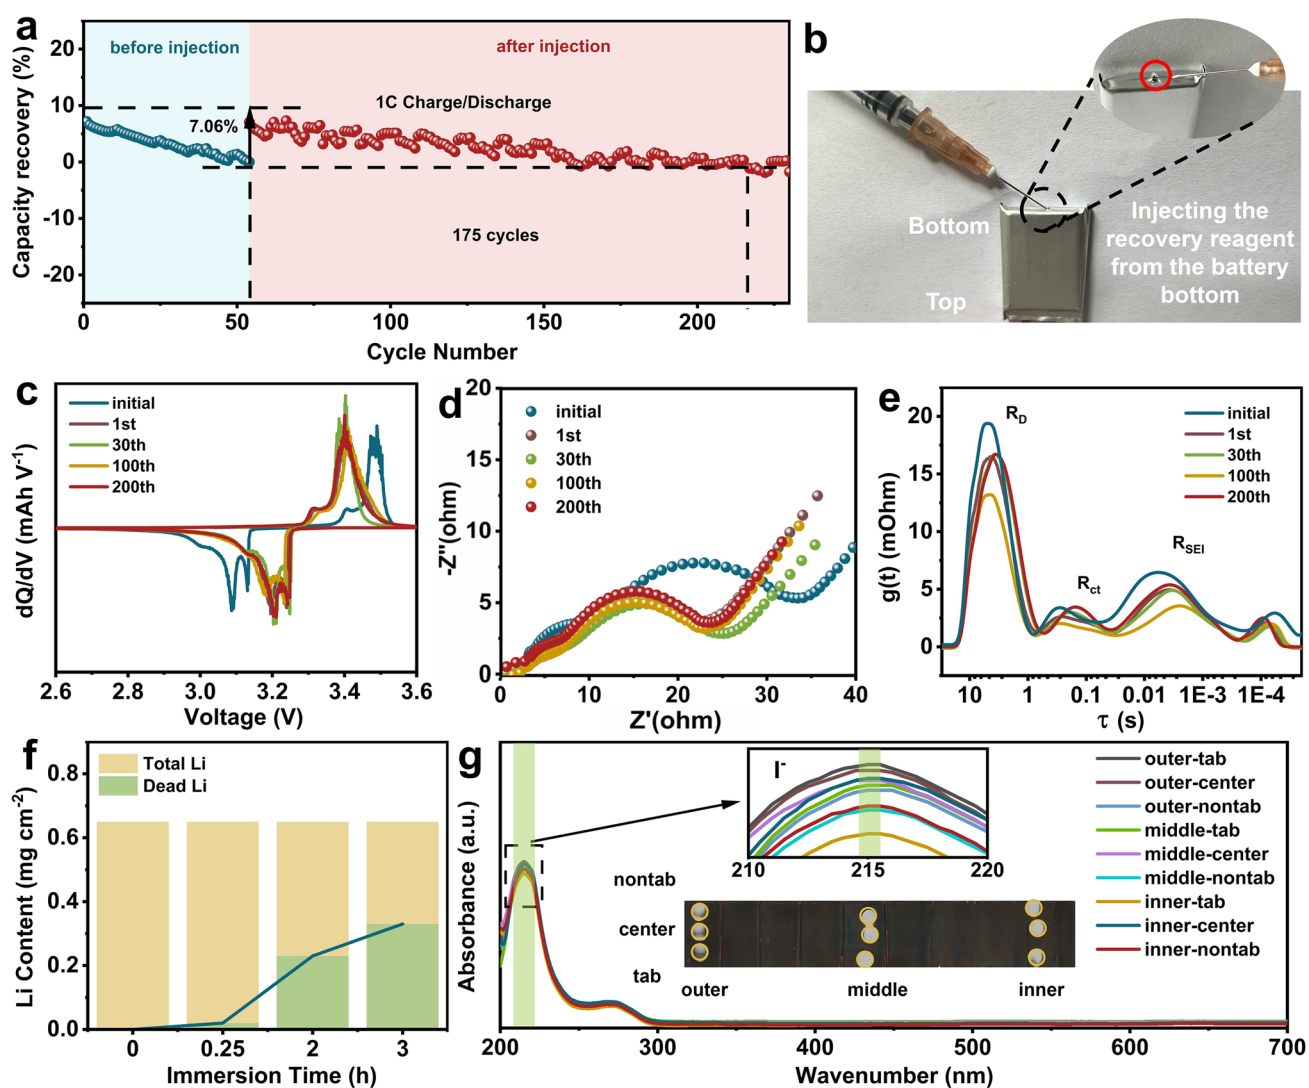 a
before injection
after injection
1C Charge/Discharge
7.06%
175 cycles
Capacity recovery (%)
20
10
0
-10
-20
0
50
100
150
200
Cycle Number
b
Bottom
Top
Injecting the
recovery reagent
from the battery
bottom
c
initial
1st
30th
100th
200th
dQ/dV (mAh V⁻¹)
2.6
2.8
3.0
3.2
3.4
3.6
Voltage (V)
d
initial
1st
30th
100th
200th
-Z"(ohm)
20
15
10
5
0
0
10
20
30
40
Z'(ohm)
e
R_D
R_ct
R_SEI
initial
1st
30th
100th
200th
g(t) (mOhm)
20
15
10
5
0
10
1
0.1
0.01
1E-3
1E-4
τ (s)
f
Total Li
Dead Li
Li Content (mg cm⁻²)
0.8
0.6
0.4
0.2
0.0
0
0.25
2
3
Immersion Time (h)
g
I⁻
210
215
220
outer-tab
outer-center
outer-nontab
middle-tab
middle-center
middle-nontab
inner-tab
inner-center
inner-nontab
nontab
center
tab
outer
middle
inner
Absorbance (a.u.)
200
300
400
500
600
700
Wavenumber (nm)